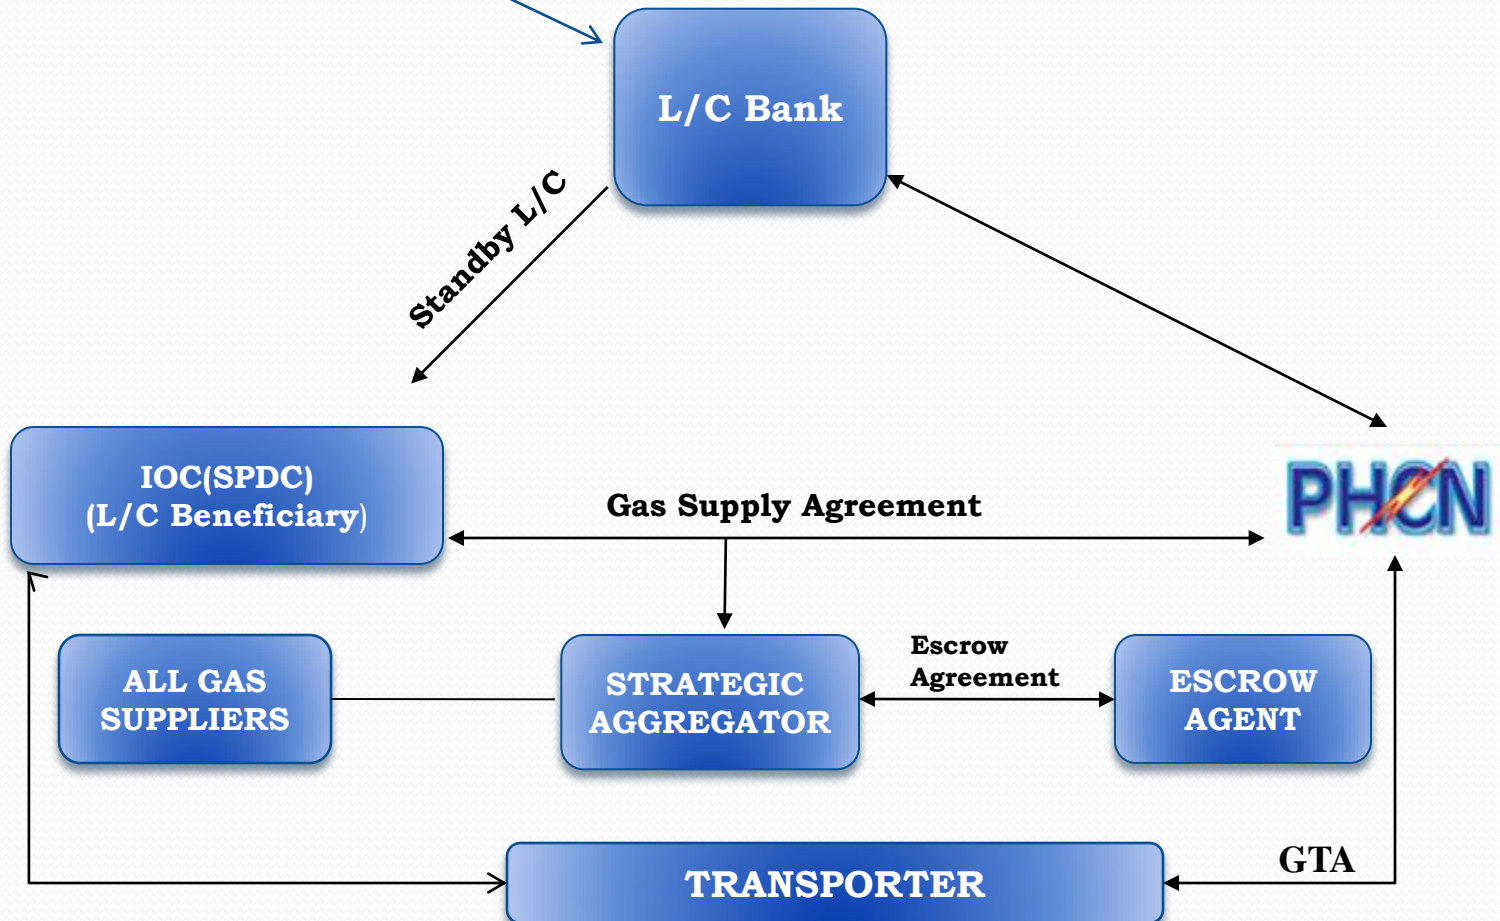 L/C Bank
Standby L/C
IOC(SPDC)
(L/C Beneficiary)
Gas Supply Agreement
PHCN
ALL GAS
SUPPLIERS
STRATEGIC
AGGREGATOR
Escrow
Agreement
ESCROW
AGENT
TRANSPORTER
GTA